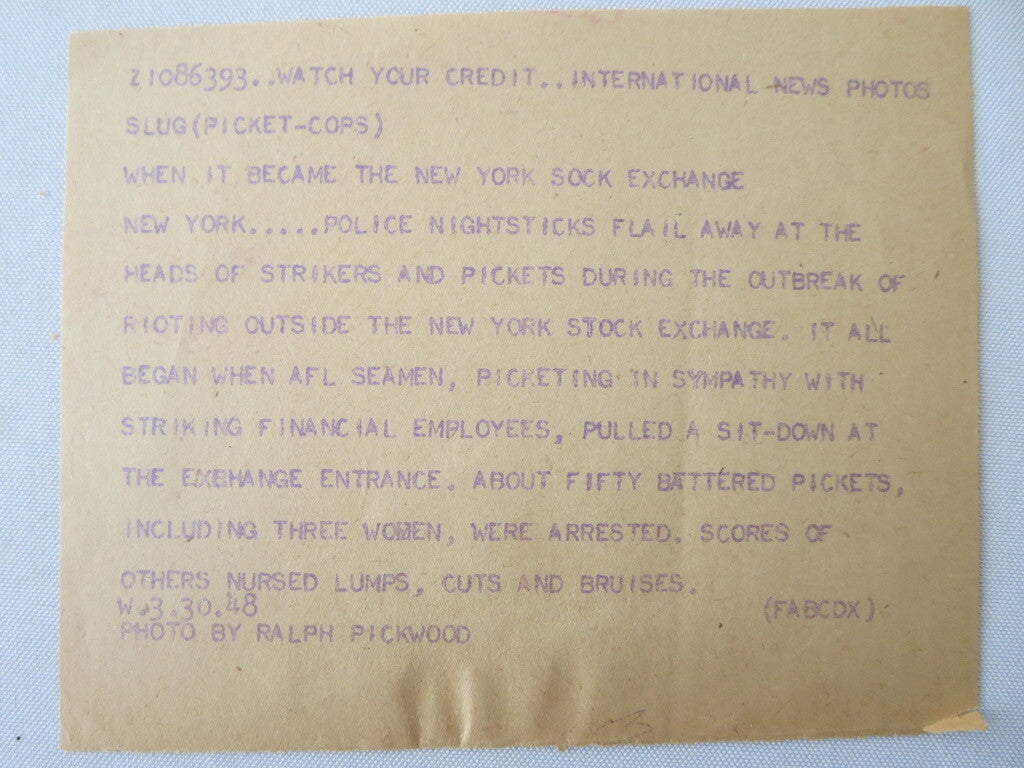 Z1086393..WATCH YOUR CREDIT..INTERNATIONAL NEWS PHOTOS
SLUG(PICKET-COPS)
WHEN IT BECAME THE NEW YORK SOCK EXCHANGE
NEW YORK.....POLICE NIGHTSTICKS FLAIL AWAY AT THE
HEADS OF STRIKERS AND PICKETS DURING THE OUTBREAK OF
RIOTING OUTSIDE THE NEW YORK STOCK EXCHANGE. IT ALL
BEGAN WHEN AFL SEAMEN, PICKETING IN SYMPATHY WITH
STRIKING FINANCIAL EMPLOYEES, PULLED A SIT-DOWN AT
THE EXCHANGE ENTRANCE. ABOUT FIFTY BATTERED PICKETS,
INCLUDING THREE WOMEN, WERE ARRESTED. SCORES OF
OTHERS NURSED LUMPS, CUTS AND BRUISES.
W.3.30.48 (FABCDX)
PHOTO BY RALPH PICKWOOD